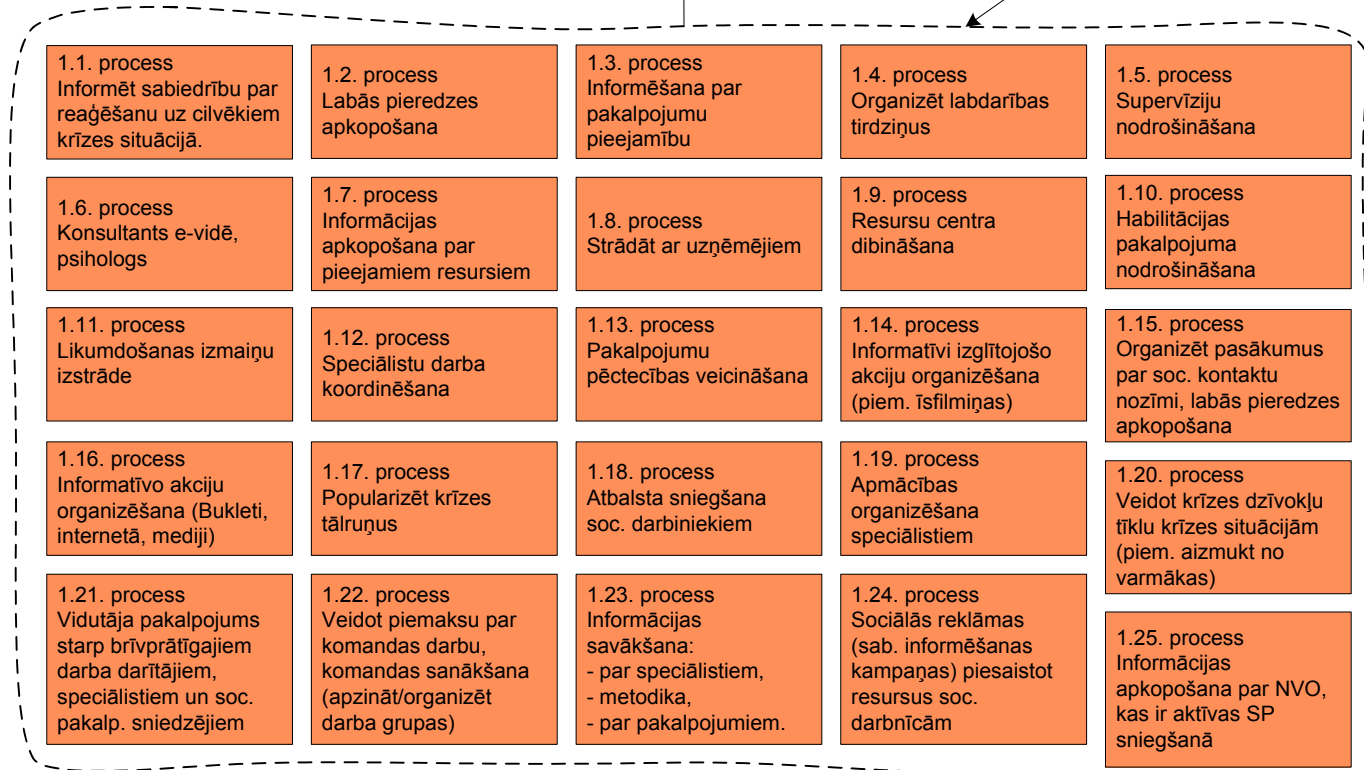 1.1. process
Informēt sabiedrību par
reaģēšanu uz cilvēkiem
krīzes situācijā.
1.2. process
Labās pieredzes
apkopošana
1.3. process
Informēšana par
pakalpojumu
pieejamību
1.4. process
Organizēt labdarības
tirdziņus
1.5. process
Supervīziju
nodrošināšana
1.6. process
Konsultants e-vidē,
psihologs
1.7. process
Informācijas
apkopošana par
pieejamiem resursiem
1.8. process
Strādāt ar uzņēmējiem
1.9. process
Resursu centra
dibināšana
1.10. process
Habilitācijas
pakalpojuma
nodrošināšana
1.11. process
Likumdošanas izmaiņu
izstrāde
1.12. process
Speciālistu darba
koordinēšana
1.13. process
Pakalpojumu
pēctecības veicināšana
1.14. process
Informatīvi izglītojošo
akciju organizēšana
(piem. īsfilmiņas)
1.15. process
Organizēt pasākumus
par soc. kontaktu
nozīmi, labās pieredzes
apkopošana
1.16. process
Informatīvo akciju
organizēšana (Bukleti,
internetā, mediji)
1.17. process
Popularizēt krīzes
tālruņus
1.18. process
Atbalsta sniegšana
soc. darbiniekiem
1.19. process
Apmācības
organizēšana
speciālistiem
1.20. process
Veidot krīzes dzīvokļu
tīklu krīzes situācijām
(piem. aizmukt no
varmākas)
1.21. process
Vidutāja pakalpojums
starp brīvprātīgajiem
darba darītājiem,
speciālistiem un soc.
pakalp. sniedzējiem
1.22. process
Veidot piemaksu par
komandas darbu,
komandas sanākšana
(apzināt/organizēt
darba grupas)
1.23. process
Informācijas
savākšana:
- par speciālistiem,
- metodika,
- par pakalpojumiem.
1.24. process
Sociālās reklāmas
(sab. informēšanas
kampaņas) piesaistot
resursus soc.
darbnīcām
1.25. process
Informācijas
apkopošana par NVO,
kas ir aktīvas SP
sniegšanā